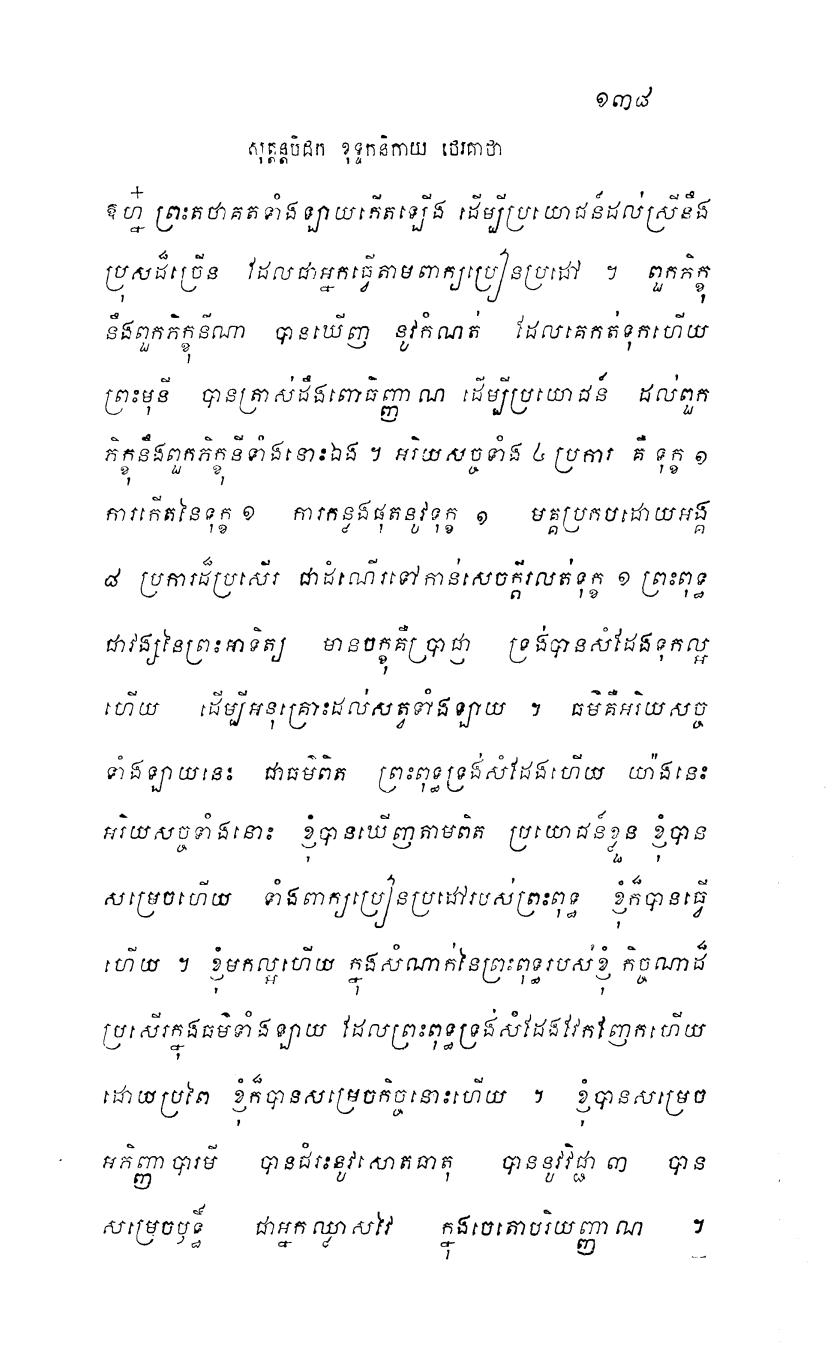 ១៣៨
សុត្តន្តបិដក ខុទ្ទកនិកាយ ថេរគាថា
ឱហ្ន៎ ព្រះតថាគតទាំងឡាយកើតឡើង ដើម្បីប្រយោជន៍ដល់ស្រីនឹង
ប្រុសដ៏ច្រើន ដែលជាអ្នកធ្វើតាមពាក្យប្រៀនប្រដៅ ។ ពួកភិក្ខុ
នឹងពួកភិក្ខុនីណា បានឃើញ នូវកំណត់ ដែលគេកត់ទុកហើយ
ព្រះមុនី បានត្រាស់ដឹងពោធិញ្ញាណ ដើម្បីប្រយោជន៍ ដល់ពួក
ភិក្ខុនឹងពួកភិក្ខុនីទាំងនោះឯង ។ អរិយសច្ចទាំង ៤ ប្រការ គឺ ទុក្ខ ១
ការកើតនៃទុក្ខ ១ ការកន្លងផុតនូវទុក្ខ ១ មគ្គប្រកបដោយអង្គ
៨ ប្រការដ៏ប្រសើរ ជាដំណើរទៅកាន់សេចក្តីរលត់ទុក្ខ ១ ព្រះពុទ្ធ
ជាវង្សនៃព្រះអាទិត្យ មានចក្ខុគឺប្រាជ្ញា ទ្រង់បានសំដែងទុកល្អ
ហើយ ដើម្បីអនុគ្រោះដល់សត្វទាំងឡាយ ។ ធម៌គឺអរិយសច្ច
ទាំងឡាយនេះ ជាធម៌ពិត ព្រះពុទ្ធទ្រង់សំដែងហើយ យ៉ាងនេះ
អរិយសច្ចទាំងនោះ ខ្ញុំបានឃើញតាមពិត ប្រយោជន៍ខ្លួន ខ្ញុំបាន
សម្រេចហើយ ទាំងពាក្យប្រៀនប្រដៅរបស់ព្រះពុទ្ធ ខ្ញុំក៏បានធ្វើ
ហើយ ។ ខ្ញុំមកល្អហើយ ក្នុងសំណាក់នៃព្រះពុទ្ធរបស់ខ្ញុំ កិច្ចណាដ៏
ប្រសើរក្នុងធម៌ទាំងឡាយ ដែលព្រះពុទ្ធទ្រង់សំដែងវែកវែញកហើយ
ដោយប្រពៃ ខ្ញុំក៏បានសម្រេចកិច្ចនោះហើយ ។ ខ្ញុំបានសម្រេច
អភិញ្ញាបារមី បានជំរះនូវសោតធាតុ បាននូវវិជ្ជា ៣ បាន
សម្រេចឫទ្ធិ៍ ជាអ្នកឈ្លាសវៃ ក្នុងចេតោបរិយញ្ញាណ ។